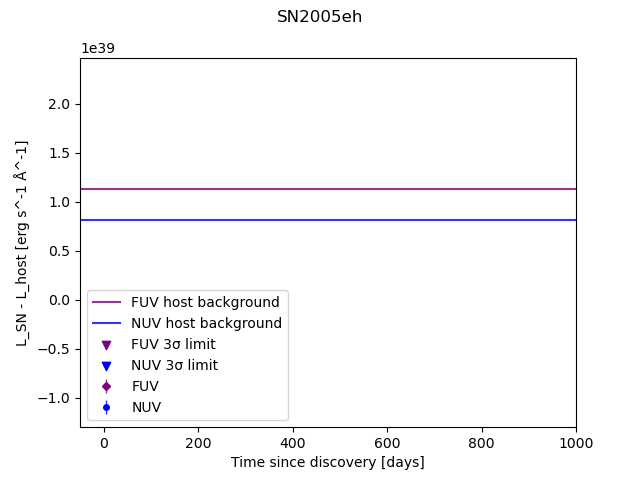 SN2005eh
1e39
2.0
1.5
1.0
0.5
0.0
−0.5
−1.0
L_SN - L_host [erg s^-1 Å^-1]
FUV host background
NUV host background
FUV 3σ limit
NUV 3σ limit
FUV
NUV
0 200 400 600 800 1000
Time since discovery [days]